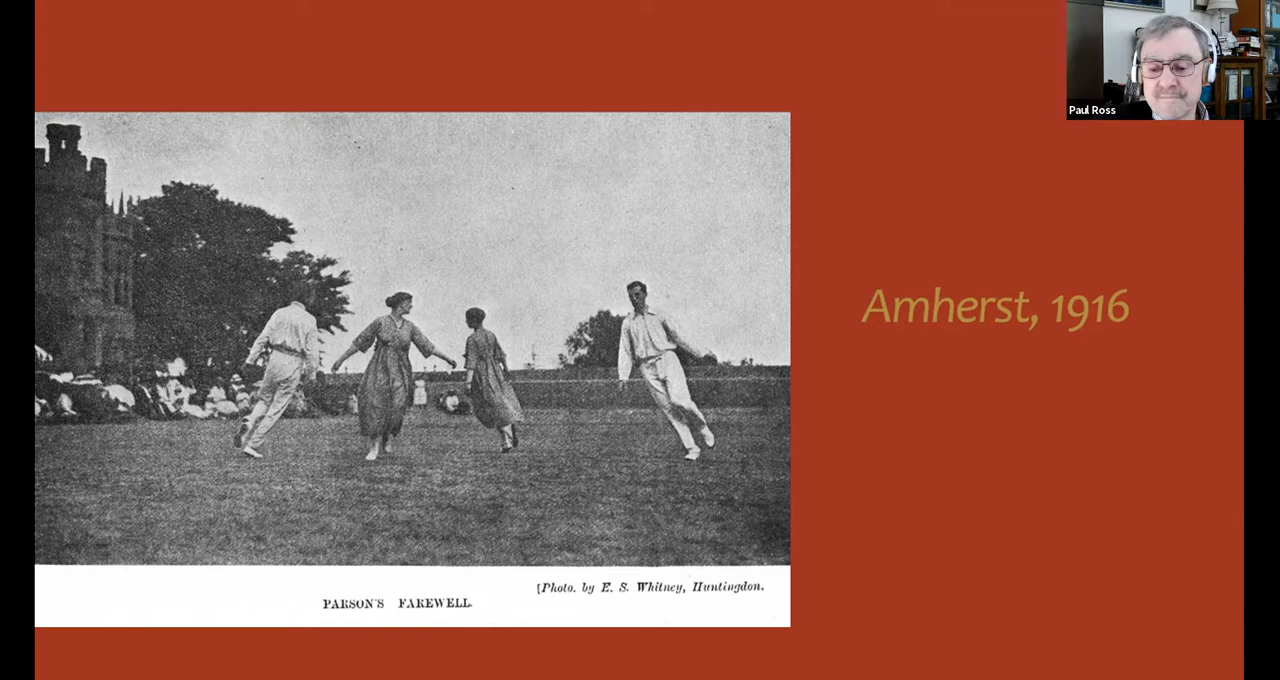 Paul Ross
Amherst, 1916
[Photo. by E. S. Whitney, Huntingdon.
PARSON'S FAREWELL.